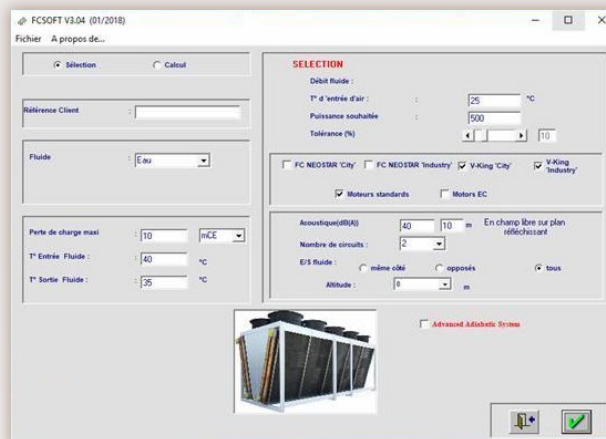 FCSOFT V3.04 (01/2018)
Fichier A propos de...
Sélection Calcul
Référence Client :
Fluide : Eau
Perte de charge maxi : 10 mCE
T° Entrée Fluide : 40 °C
T° Sortie Fluide : 35 °C
SELECTION
Débit fluide :
T° d 'entrée d'air : : 25 °C
Puissance souhaitée : 500
Tolérance (%) 10
FC NEOSTAR 'City' FC NEOSTAR 'Industry' V-King 'City' V-King 'Industry'
Moteurs standards Motors EC
Acoustique(dB(A)) 40 10 m En champ libre sur plan réfléchissant
Nombre de circuits : 2
E/S fluide : même côté opposés tous
Altitude : 0 m
Advanced Adiabatic System